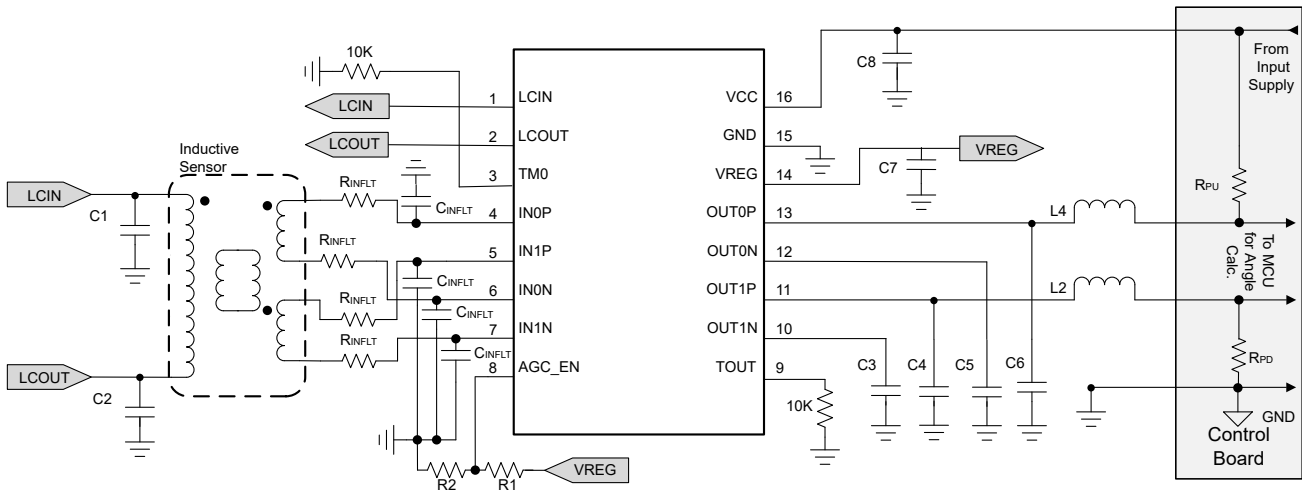 10K
LCIN
LCOUT
Inductive
Sensor
LCIN
C1
LCOUT
C2
RINFLT
CINFLT
RINFLT
CINFLT
RINFLT
CINFLT
RINFLT
CINFLT
1 LCIN
2 LCOUT
3 TM0
4 IN0P
5 IN1P
6 IN0N
7 IN1N
8 AGC_EN
R2
R1
VREG
VCC 16
GND 15
VREG 14
OUT0P 13
OUT0N 12
OUT1P 11
OUT1N 10
TOUT 9
C8
C7
VREG
10K
C3
C4
C5
C6
L4
L2
From
Input
Supply
RPU
To MCU
for Angle
Calc.
RPD
GND
Control
Board